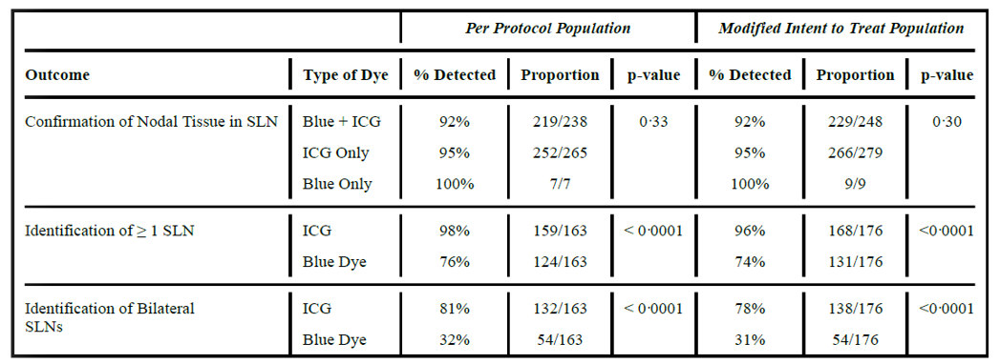 Per Protocol Population Modified Intent to Treat Population
Outcome Type of Dye % Detected Proportion p-value % Detected Proportion p-value
Confirmation of Nodal Tissue in SLN Blue + ICG 92% 219/238 0·33 92% 229/248 0·30
ICG Only 95% 252/265 95% 266/279
Blue Only 100% 7/7 100% 9/9
Identification of ≥ 1 SLN ICG 98% 159/163 < 0·0001 96% 168/176 <0·0001
Blue Dye 76% 124/163 74% 131/176
Identification of Bilateral ICG 81% 132/163 < 0·0001 78% 138/176 <0·0001
SLNs
Blue Dye 32% 54/163 31% 54/176